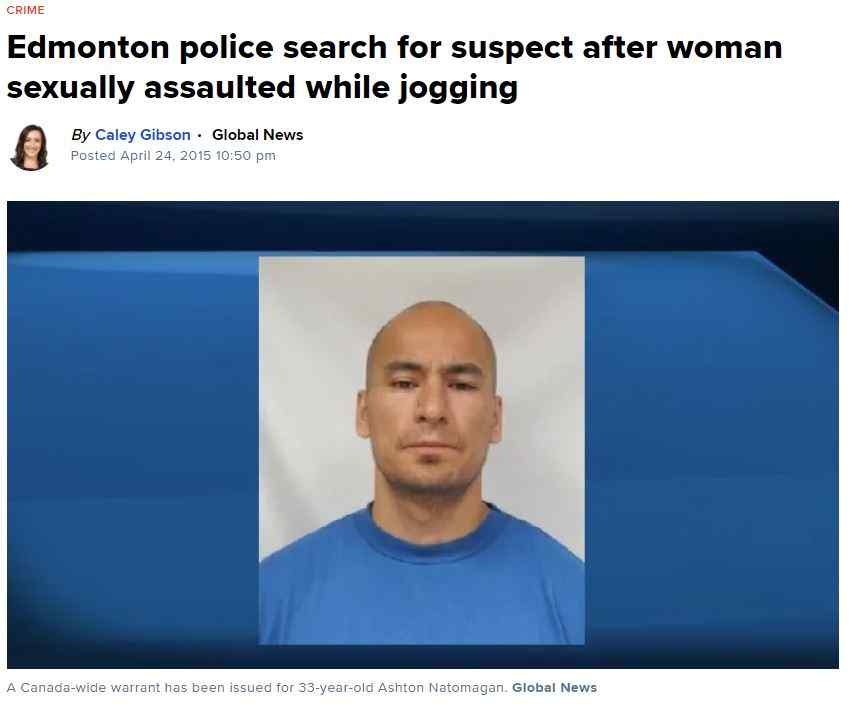 CRIME
Edmonton police search for suspect after woman
sexually assaulted while jogging
By Caley Gibson • Global News
Posted April 24, 2015 10:50 pm
A Canada-wide warrant has been issued for 33-year-old Ashton Natomagan. Global News